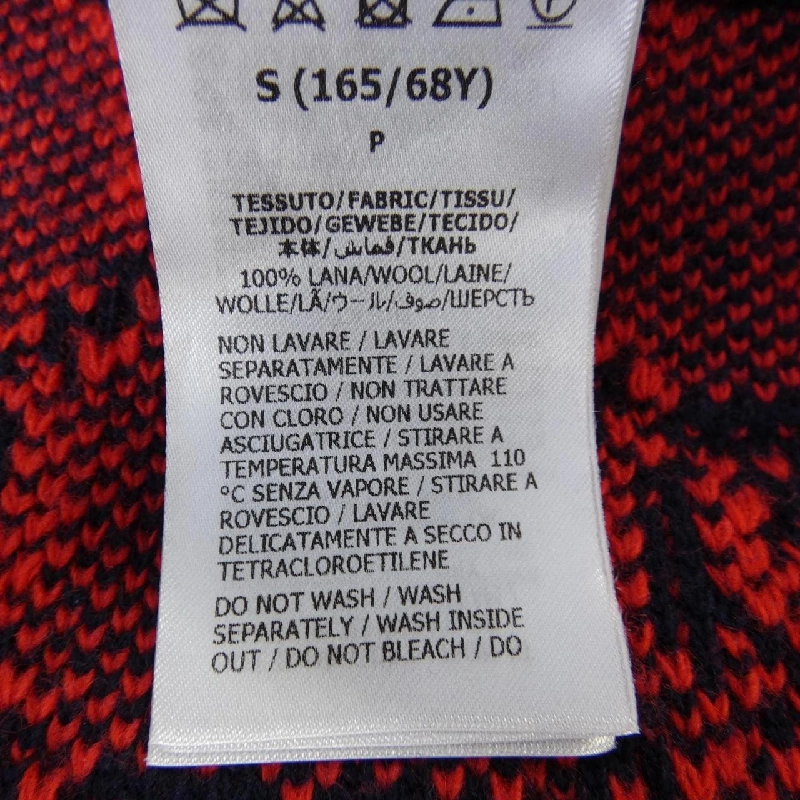 S (165/68Y)
P
TESSUTO/FABRIC/TISSU/
TEJIDO/GEWEBE/TECIDO/
本体/قماش/ТКАНЬ
100% LANA/WOOL/LAINE/
WOLLE/LÃ/ウール/صوف/ШЕРСТЬ
NON LAVARE / LAVARE
SEPARATAMENTE / LAVARE A
ROVESCIO / NON TRATTARE
CON CLORO / NON USARE
ASCIUGATRICE / STIRARE A
TEMPERATURA MASSIMA 110
°C SENZA VAPORE / STIRARE A
ROVESCIO / LAVARE
DELICATAMENTE A SECCO IN
TETRACLOROETILENE
DO NOT WASH / WASH
SEPARATELY / WASH INSIDE
OUT / DO NOT BLEACH / DO